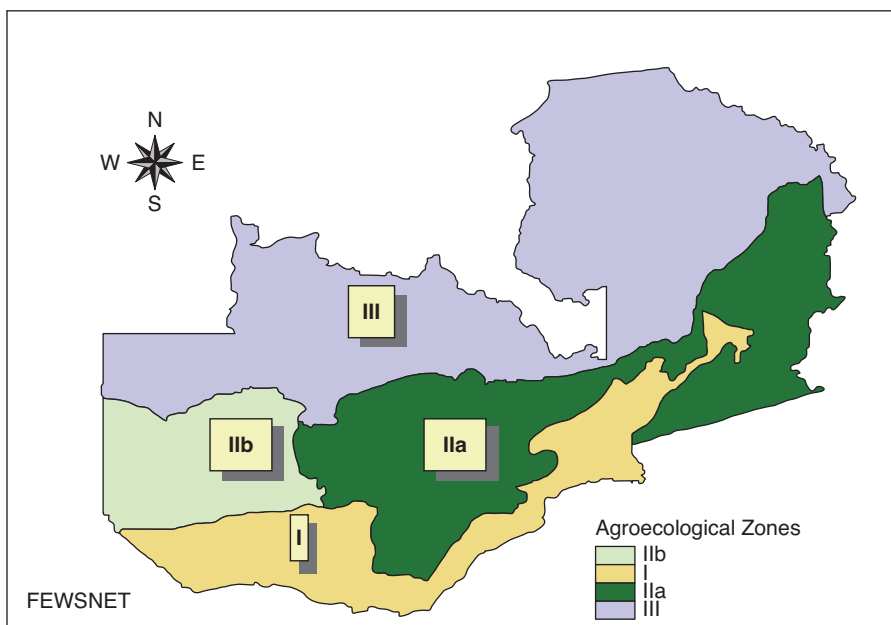 N
W E
S
III
IIb
IIa
I
Agroecological Zones
IIb
I
IIa
III
FEWSNET